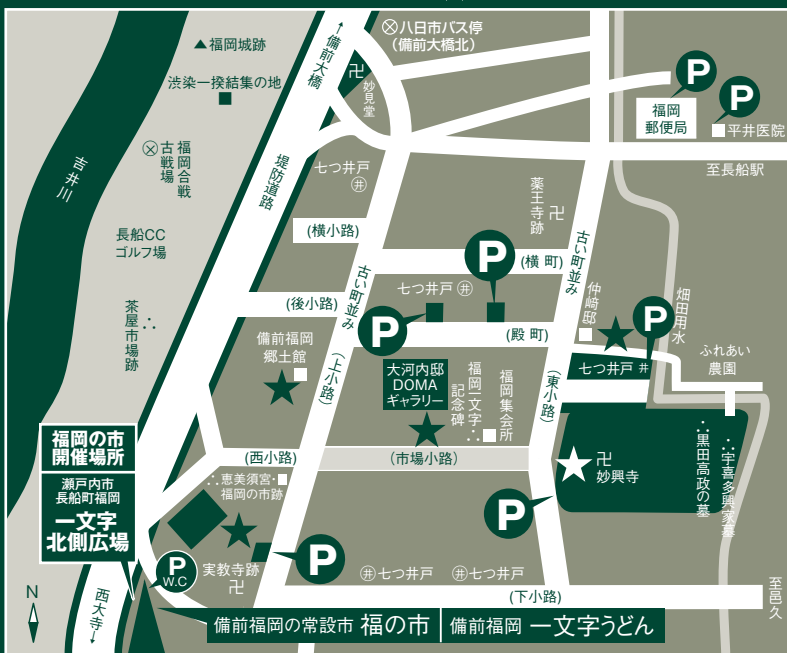 ▲福岡城跡
渋染一揆結集の地
↑備前大橋
八日市バス停
(備前大橋北)
卍
妙見堂
P
P
福岡
郵便局
平井医院
至長船駅
吉井川
福岡合戦
古戦場
堤防道路
七つ井戸
井
薬王寺跡
卍
長船CC
ゴルフ場
(横小路)
古い町並み
P
(横町)
古い町並み
畑田用水
茶屋市場跡
∴
(後小路)
七つ井戸 井
仲﨑邸
P
P
(殿町)
ふれあい
農園
備前福岡
郷土館
(上小路)
大河内邸
DOMA
ギャラリー
福岡一文字
記念碑
∴
福岡集会所
(東小路)
七つ井戸 井
福岡の市
開催場所
瀬戸内市
長船町福岡
一文字
北側広場
(西小路)
(市場小路)
卍
妙興寺
∴黒田高政の墓
∴宇喜多興家墓
∴恵美須宮・
福岡の市跡
P
P
P
W.C
実教寺跡
卍
井七つ井戸
井七つ井戸
至邑久
N
西大寺→
(下小路)
備前福岡の常設市 福の市
備前福岡 一文字うどん